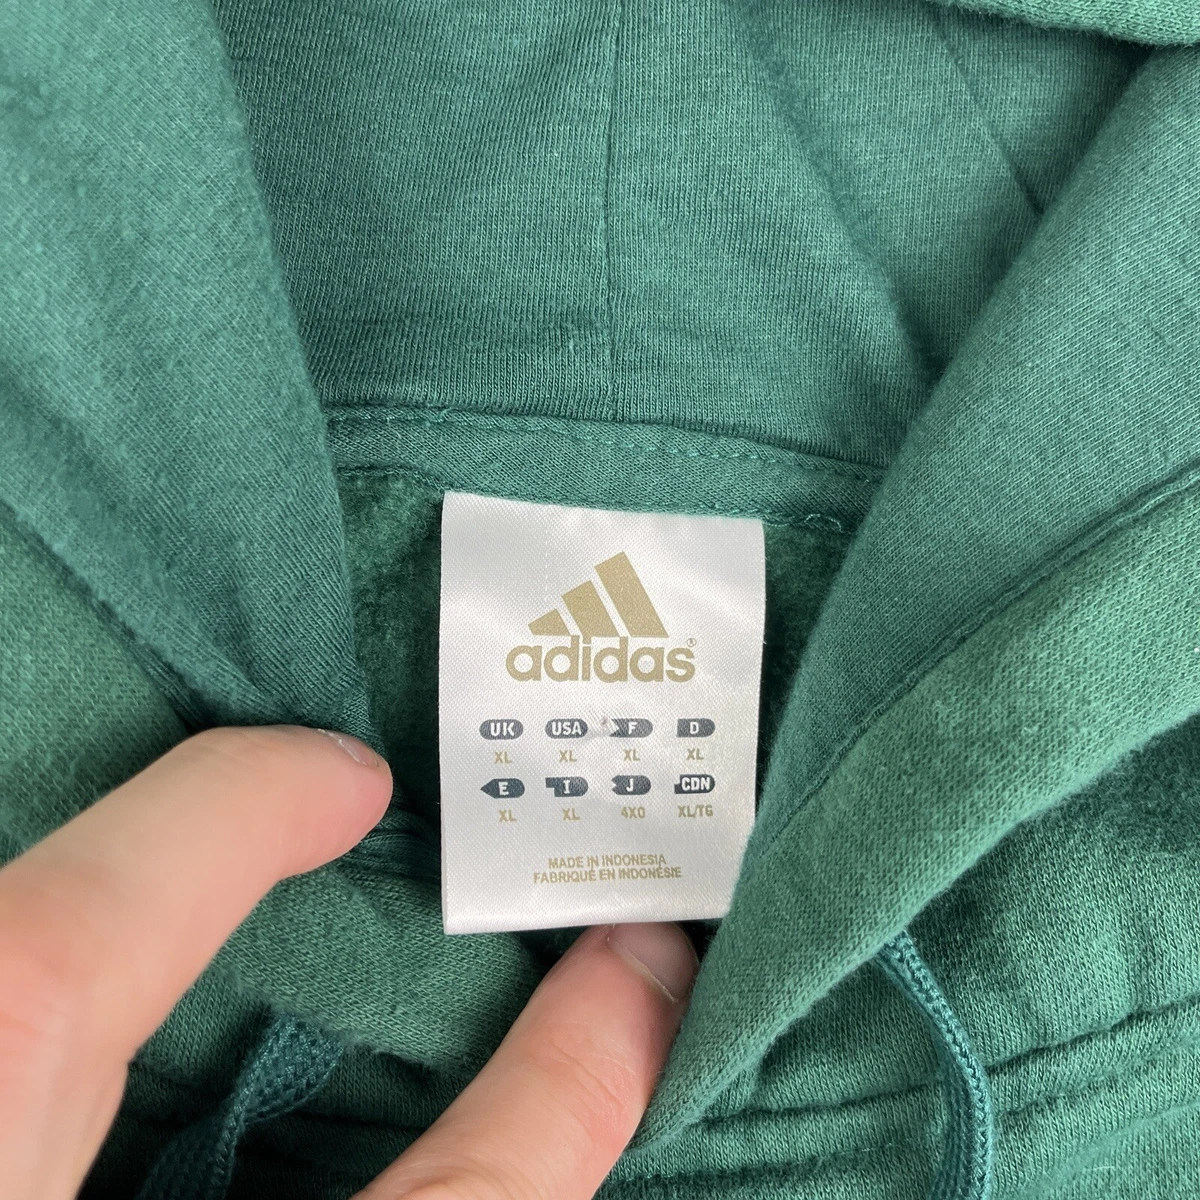 adidas®
UK USA F D
XL XL XL XL
E I J CDN
XL XL 4XO XL/TG
MADE IN INDONESIA
FABRIQUÉ EN INDONÉSIE